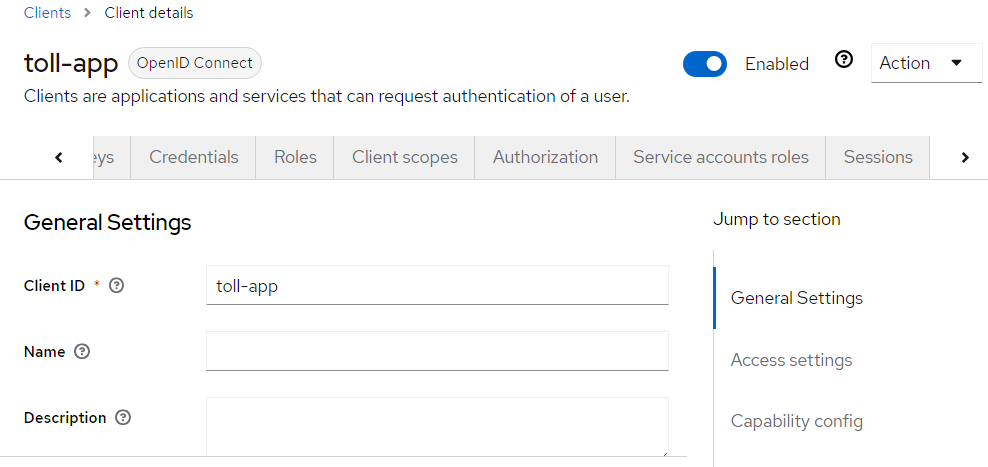 Clients > Client details
toll-app OpenID Connect Enabled Action
Clients are applications and services that can request authentication of a user.
eys Credentials Roles Client scopes Authorization Service accounts roles Sessions
General Settings
Jump to section
Client ID * toll-app
General Settings
Name
Access settings
Description
Capability config